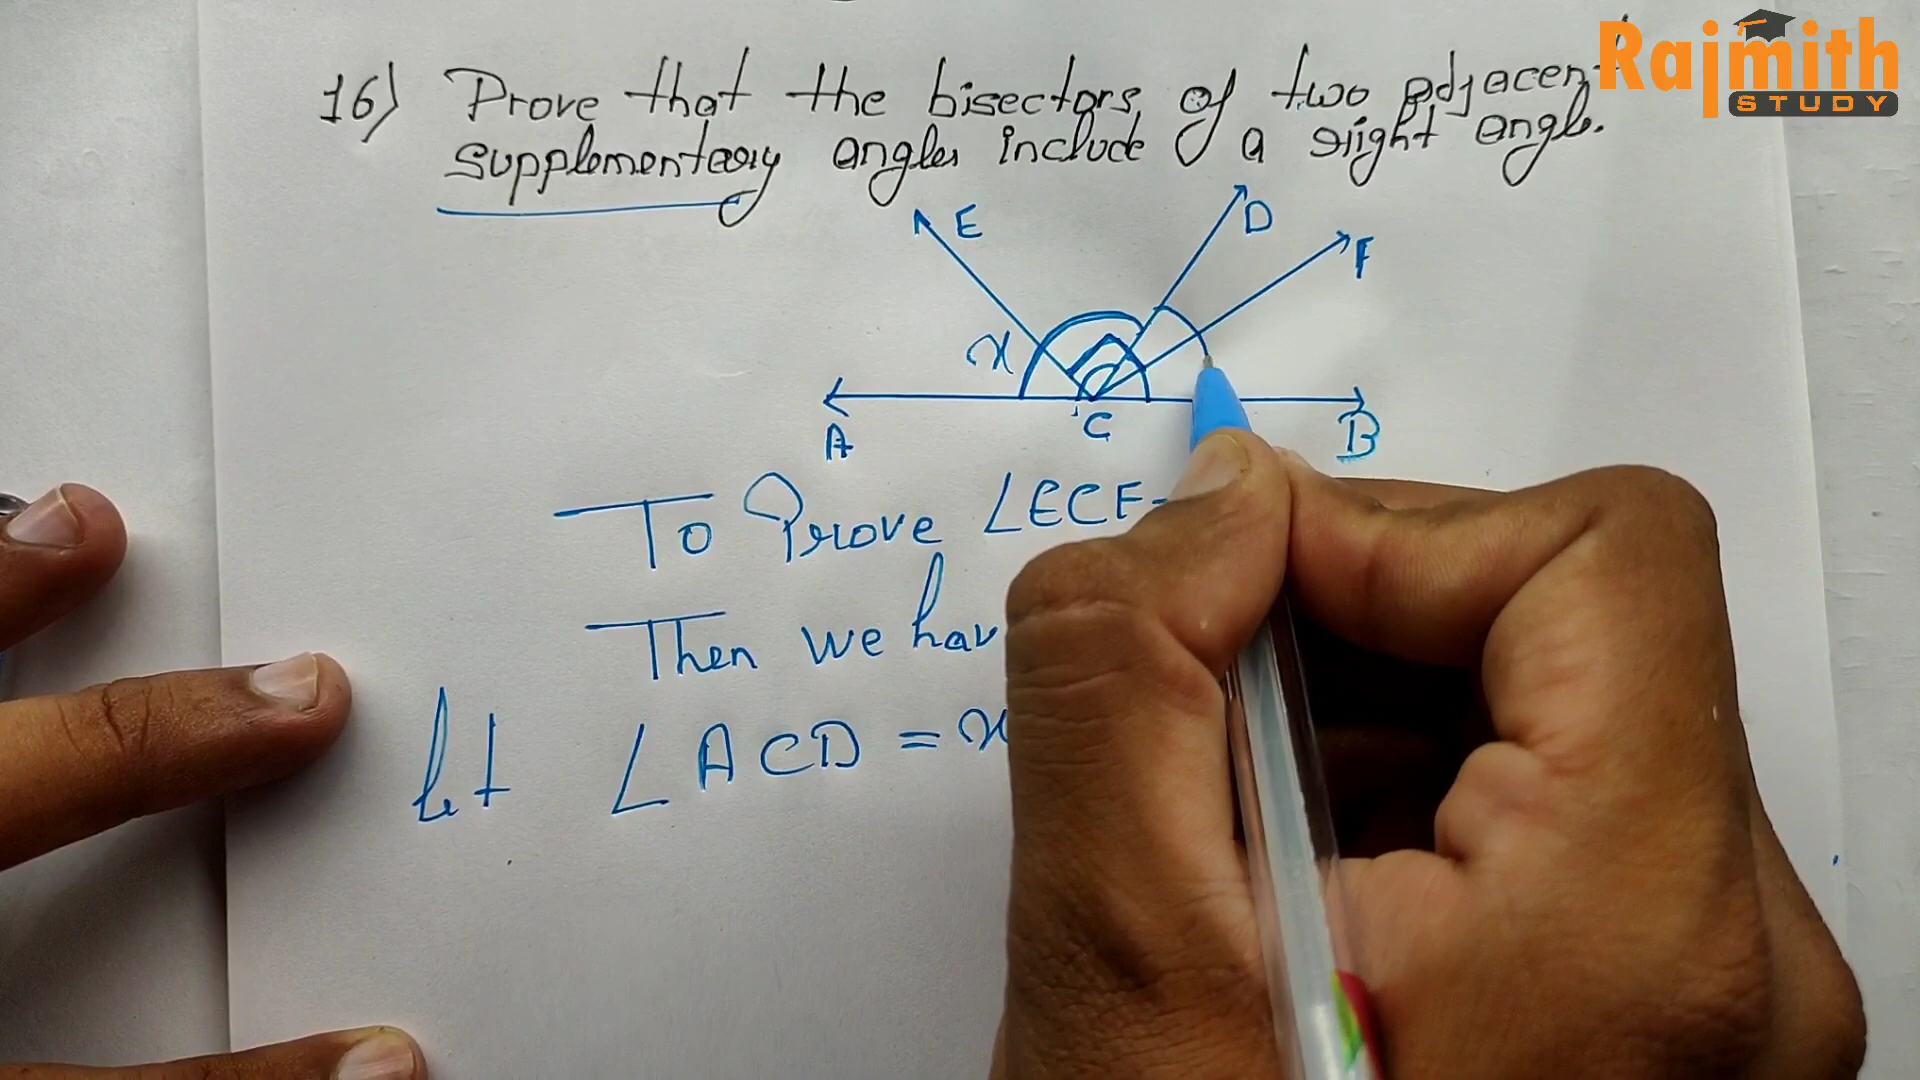 Rajmith
STUDY
16) Prove that the bisectors of two adjacent
supplementary angles include a right angle.
E
D
F
x
A
C
B
To Prove ∠ECF
Then we hav
let ∠ACD = x